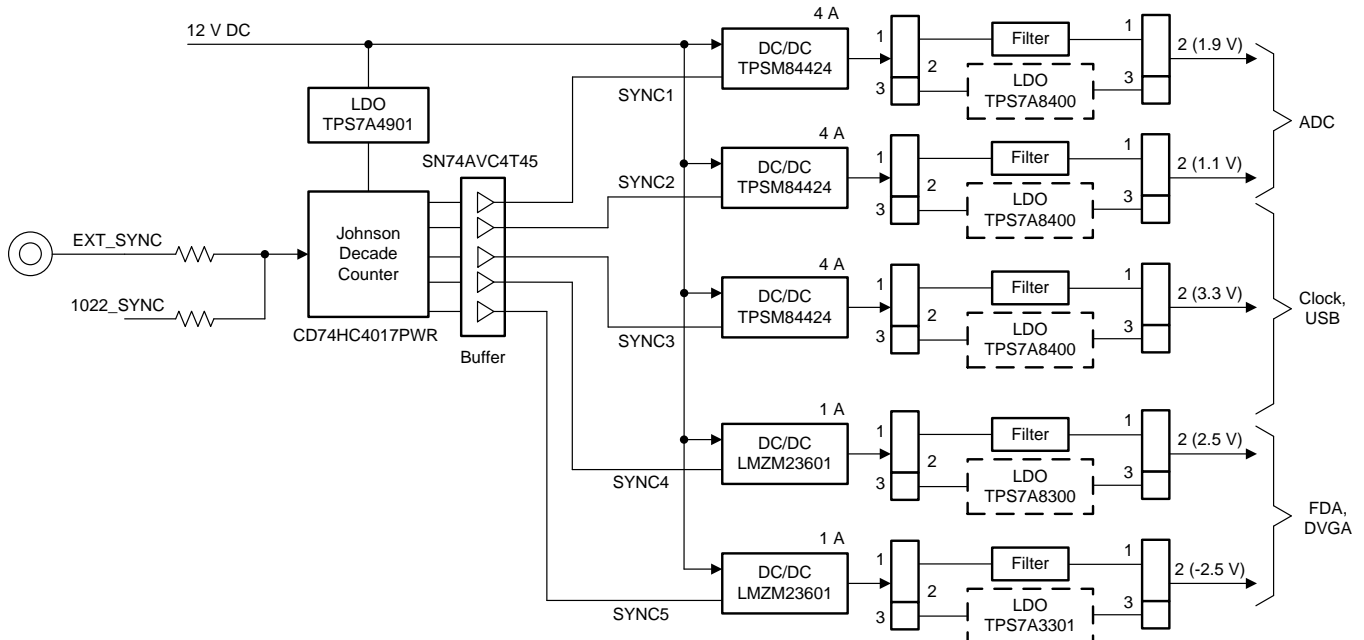 12 V DC
LDO
TPS7A4901
EXT_SYNC
1022_SYNC
Johnson
Decade
Counter
CD74HC4017PWR
SN74AVC4T45
Buffer
SYNC1
SYNC2
SYNC3
SYNC4
SYNC5
4 A
DC/DC
TPSM84424
1
2
3
Filter
LDO
TPS7A8400
1
3
2 (1.9 V)
4 A
DC/DC
TPSM84424
1
2
3
Filter
LDO
TPS7A8400
1
3
2 (1.1 V)
ADC
4 A
DC/DC
TPSM84424
1
2
3
Filter
LDO
TPS7A8400
1
3
2 (3.3 V)
Clock,
USB
1 A
DC/DC
LMZM23601
1
2
3
Filter
LDO
TPS7A8300
1
3
2 (2.5 V)
1 A
DC/DC
LMZM23601
1
2
3
Filter
LDO
TPS7A3301
1
3
2 (-2.5 V)
FDA,
DVGA